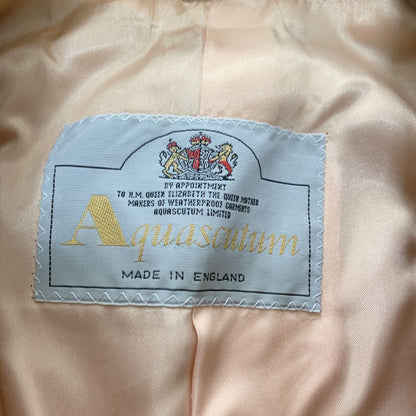 BY APPOINTMENT
TO H.M. QUEEN ELIZABETH THE QUEEN MOTHER
MAKERS OF WEATHERPROOF GARMENTS
AQUASCUTUM LIMITED
Aquascutum
MADE IN ENGLAND